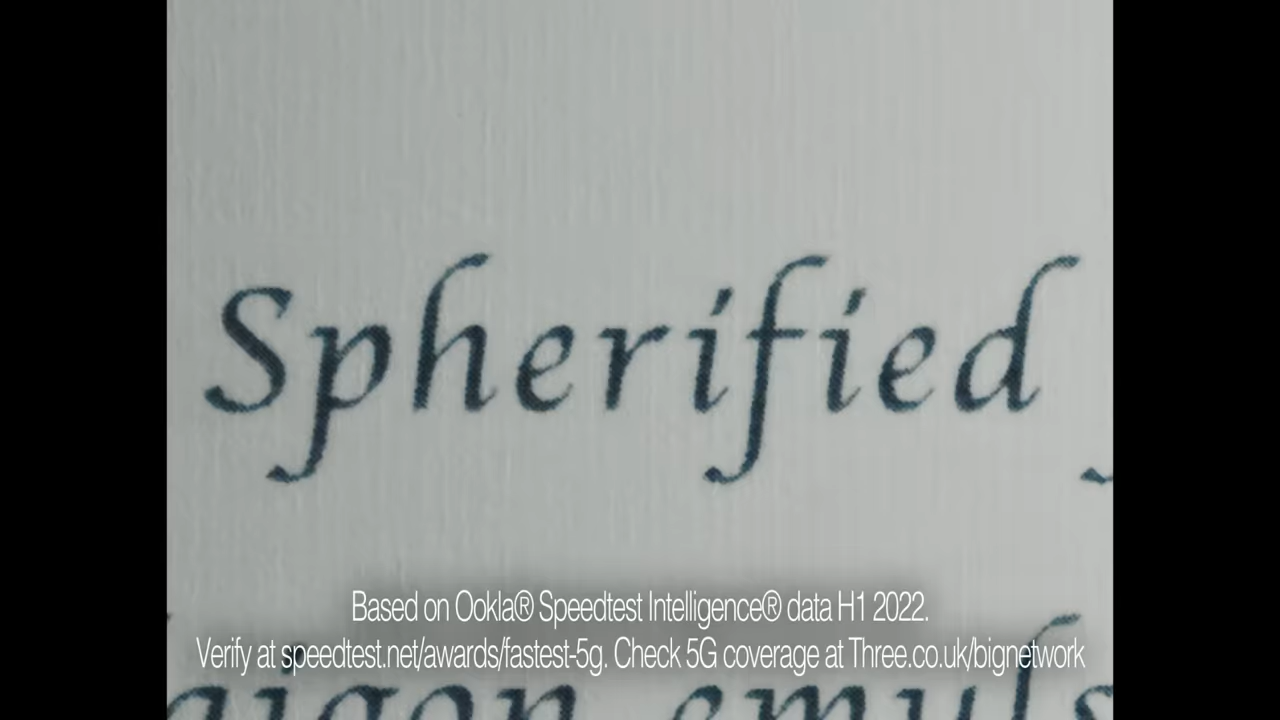 Spherified
Based on Ookla® Speedtest Intelligence® data H1 2022.
Verify at speedtest.net/awards/fastest-5g. Check 5G coverage at Three.co.uk/bignetwork